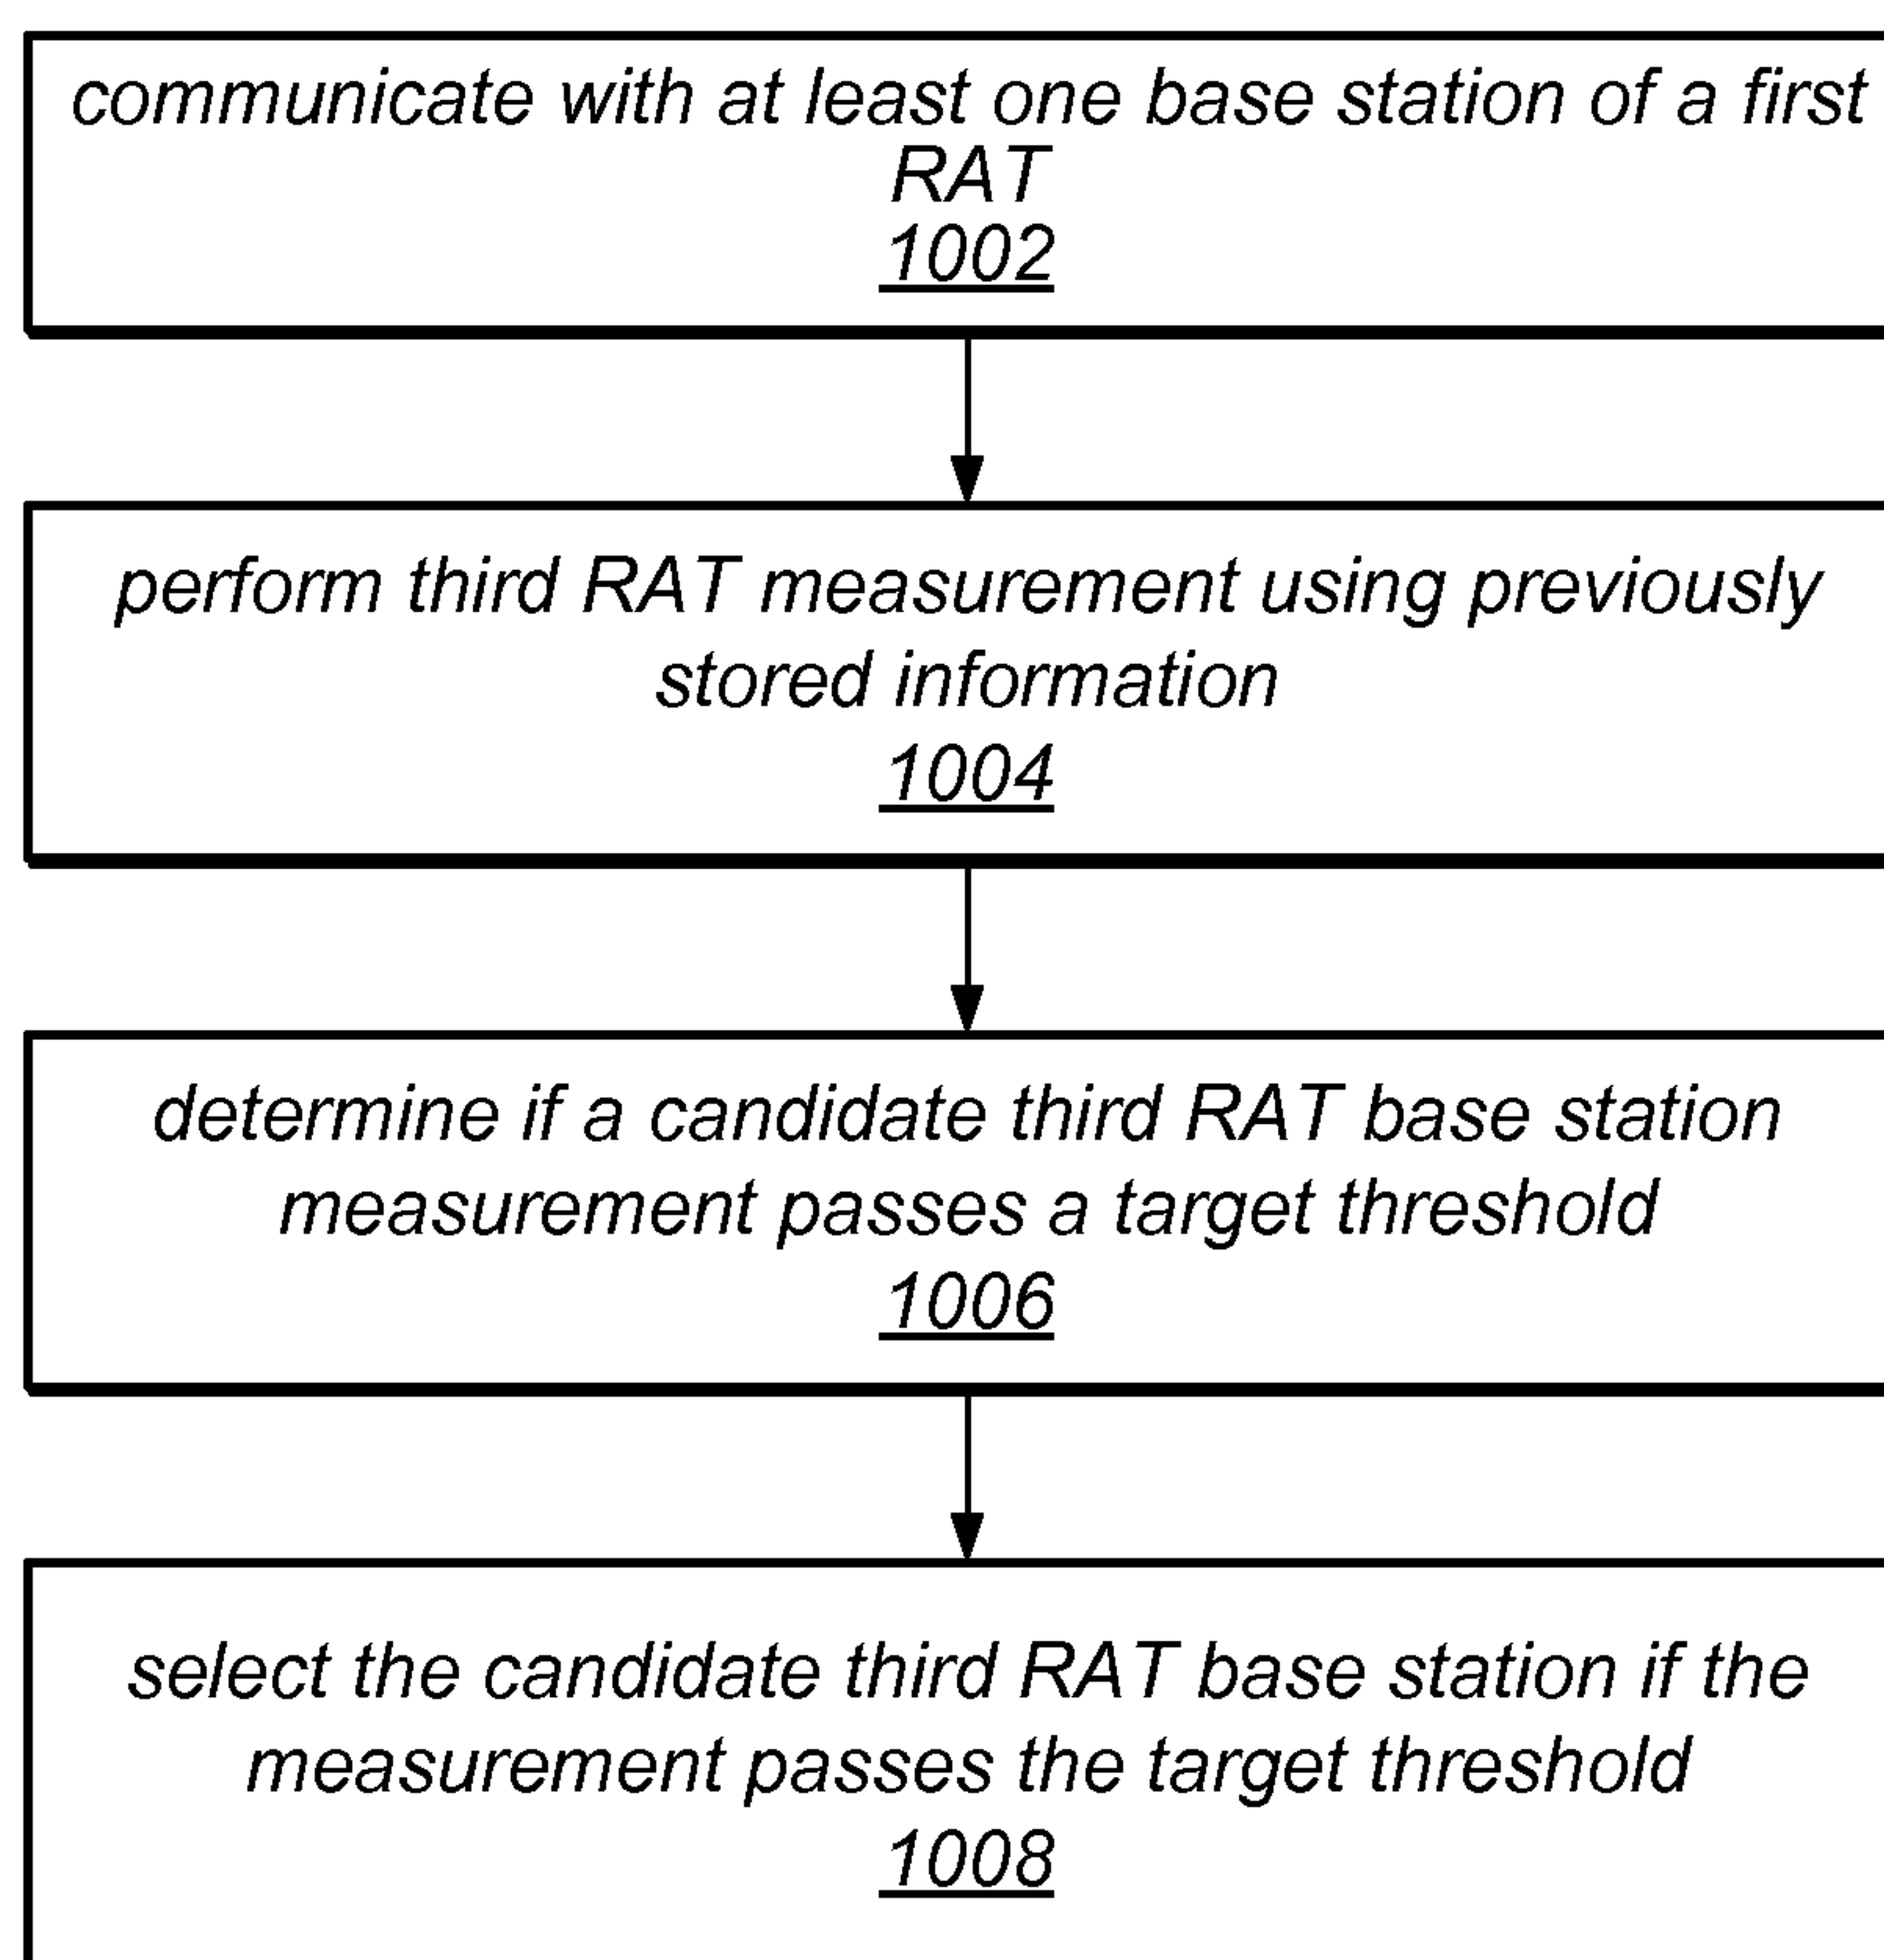 communicate with at least one base station of a first
RAT
1002
perform third RAT measurement using previously
stored information
1004
determine if a candidate third RAT base station
measurement passes a target threshold
1006
select the candidate third RAT base station if the
measurement passes the target threshold
1008